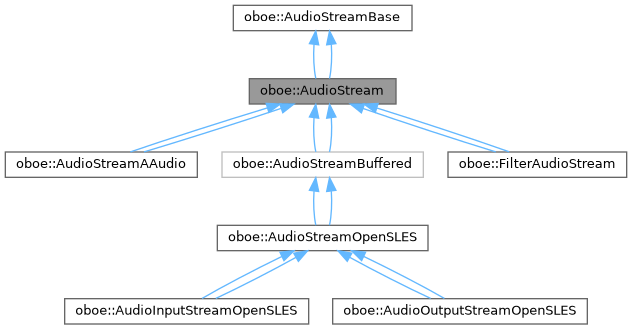 oboe::AudioStreamBase
oboe::AudioStream
oboe::AudioStreamAAudio
oboe::AudioStreamBuffered
oboe::FilterAudioStream
oboe::AudioStreamOpenSLES
oboe::AudioInputStreamOpenSLES
oboe::AudioOutputStreamOpenSLES